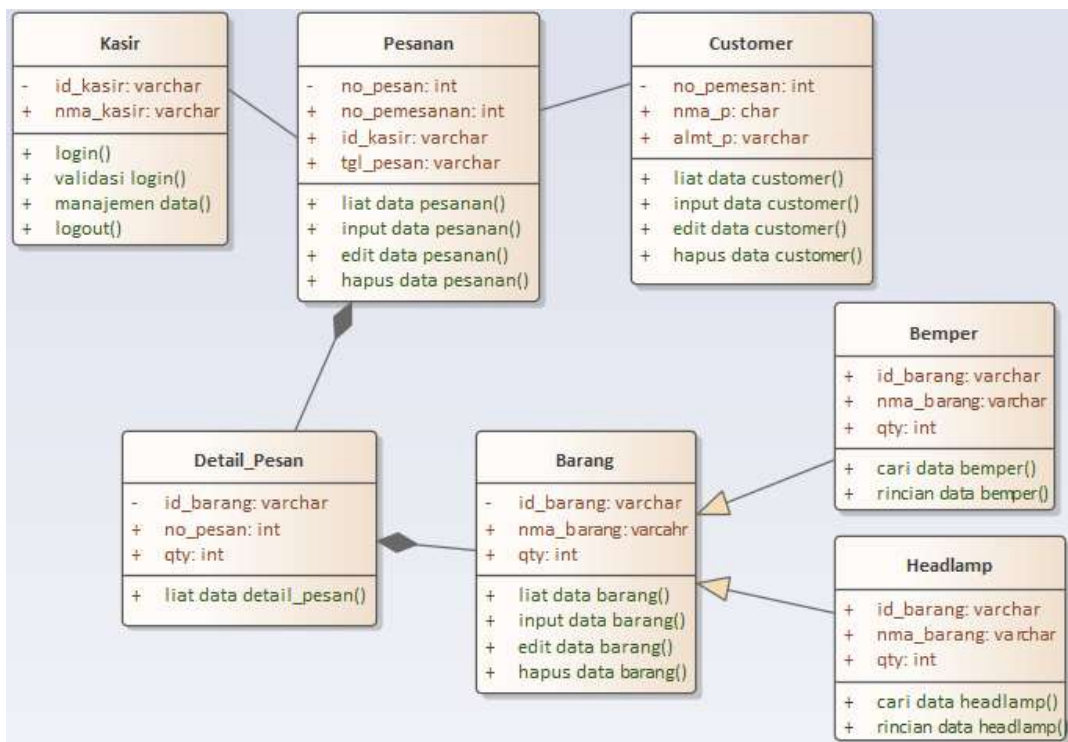 Kasir
- id_kasir: varchar
+ nma_kasir: varchar
+ login()
+ validasi login()
+ manajemen data()
+ logout()
Pesanan
- no_pesan: int
+ no_pemesanan: int
+ id_kasir: varchar
+ tgl_pesan: varchar
+ liat data pesanan()
+ input data pesanan()
+ edit data pesanan()
+ hapus data pesanan()
Customer
- no_pemesan: int
+ nma_p: char
+ almt_p: varchar
+ liat data customer()
+ input data customer()
+ edit data customer()
+ hapus data customer()
Detail_Pesan
- id_barang: varchar
+ no_pesan: int
+ qty: int
+ liat data detail_pesan()
Barang
- id_barang: varchar
+ nma_barang: varcahr
+ qty: int
+ liat data barang()
+ input data barang()
+ edit data barang()
+ hapus data barang()
Bemper
+ id_barang: varchar
+ nma_barang: varchar
+ qty: int
+ cari data bemper()
+ rincian data bemper()
Headlamp
+ id_barang: varchar
+ nma_barang: varchar
+ qty: int
+ cari data headlamp()
+ rincian data headlamp()